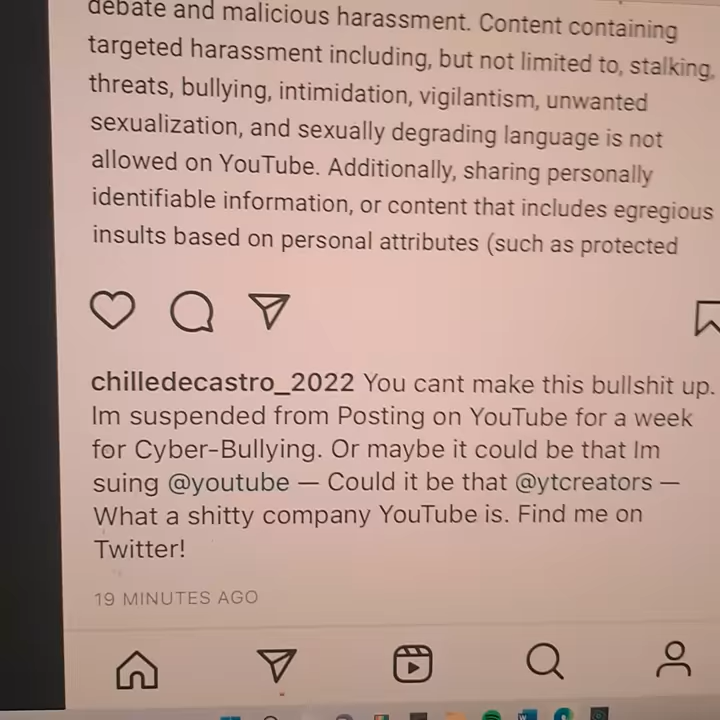 debate and malicious harassment. Content containing
targeted harassment including, but not limited to, stalking,
threats, bullying, intimidation, vigilantism, unwanted
sexualization, and sexually degrading language is not
allowed on YouTube. Additionally, sharing personally
identifiable information, or content that includes egregious
insults based on personal attributes (such as protected
chilledecastro_2022 You cant make this bullshit up.
Im suspended from Posting on YouTube for a week
for Cyber-Bullying. Or maybe it could be that Im
suing @youtube — Could it be that @ytcreators —
What a shitty company YouTube is. Find me on
Twitter!
19 MINUTES AGO